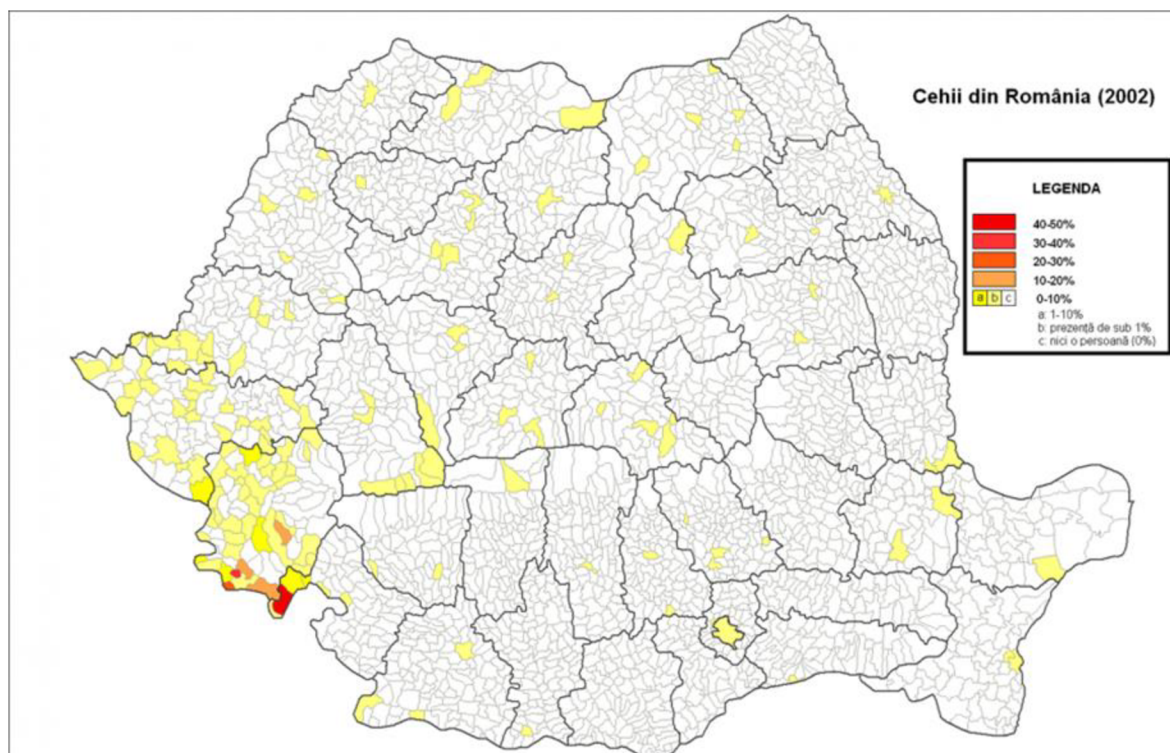 Cehii din România (2002)
LEGENDA
40-50%
30-40%
20-30%
10-20%
a b c 0-10%
a: 1-10%
b: prezență de sub 1%
c: nici o persoană (0%)